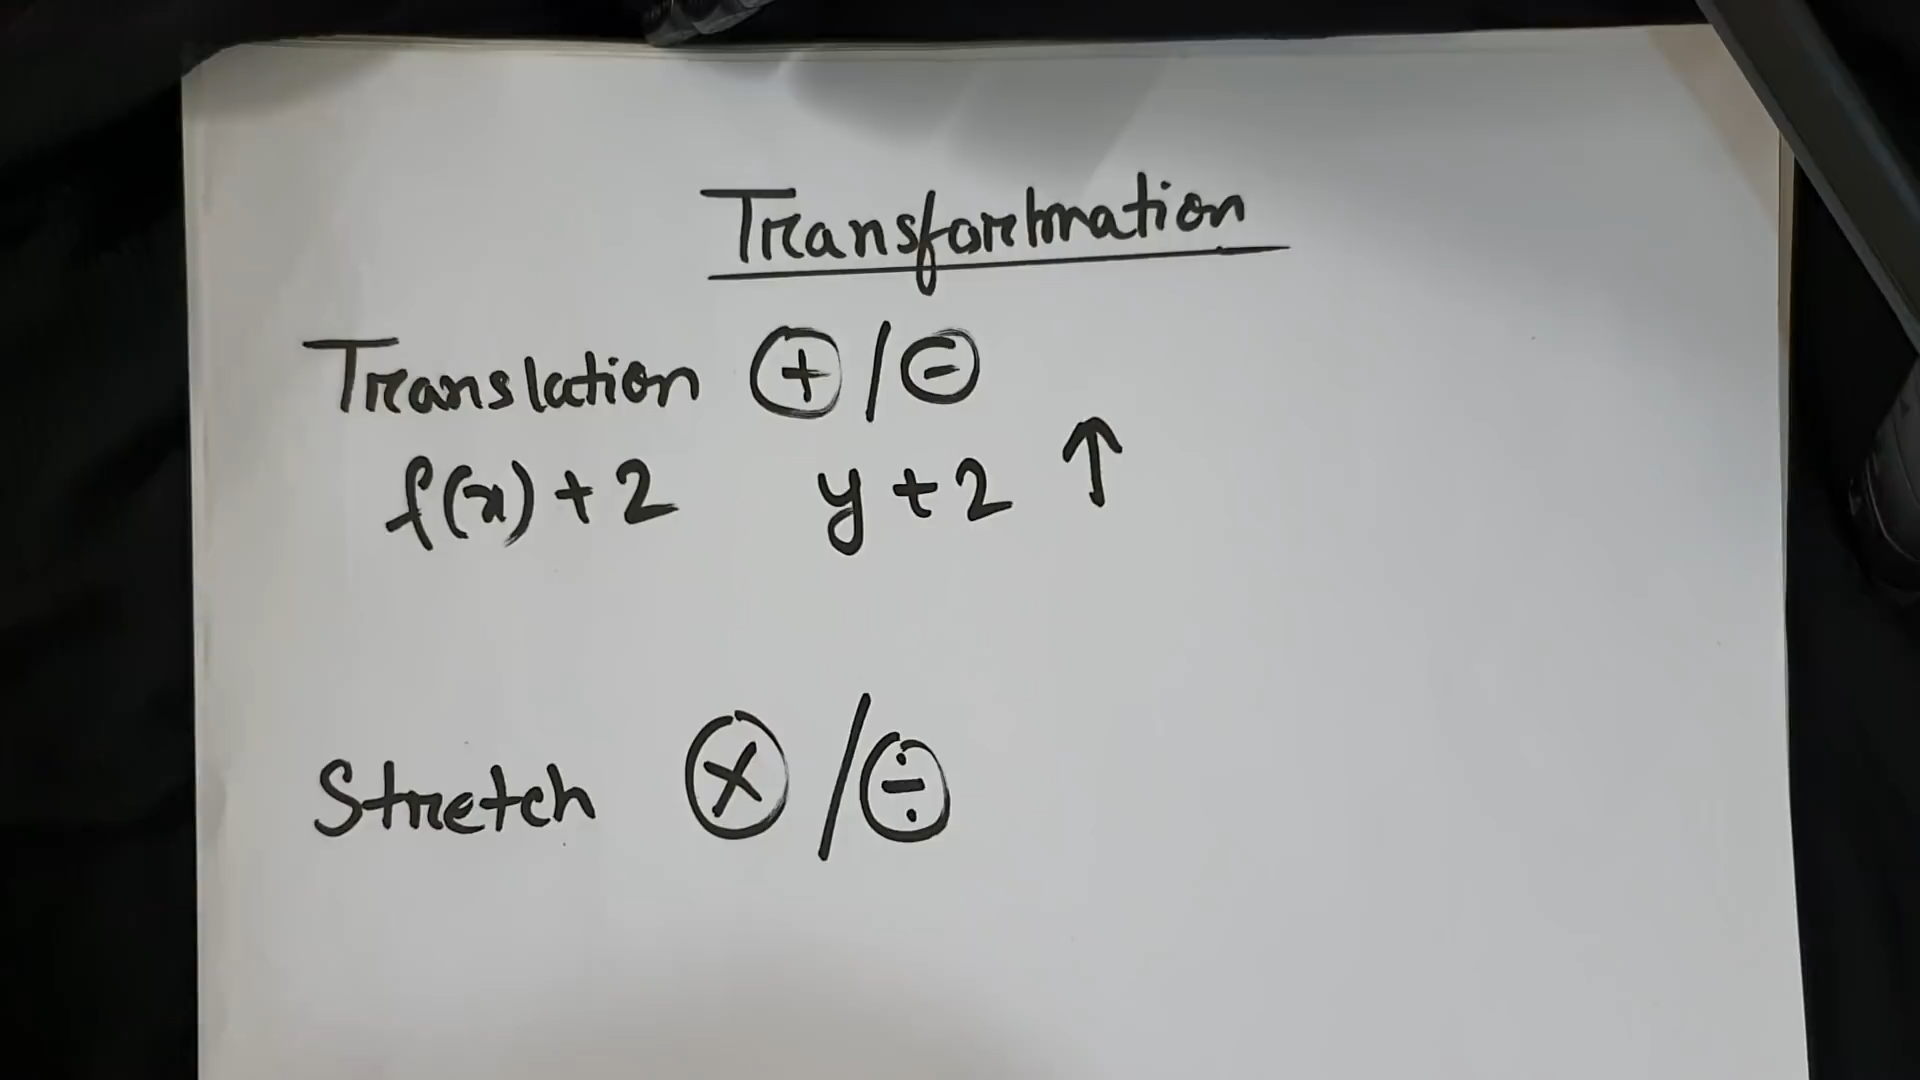 Transformation
Translation ⊕/⊖
f(x)+2 y+2 ↑
Stretch ⊗/➗